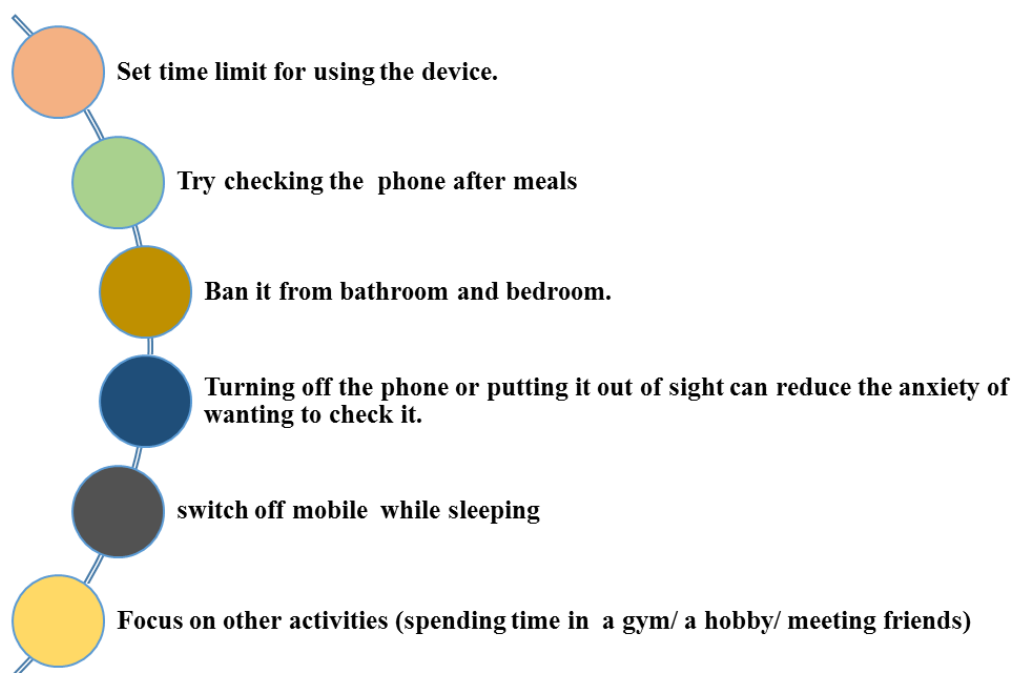 Set time limit for using the device.
Try checking the phone after meals
Ban it from bathroom and bedroom.
Turning off the phone or putting it out of sight can reduce the anxiety of
wanting to check it.
switch off mobile while sleeping
Focus on other activities (spending time in a gym/ a hobby/ meeting friends)